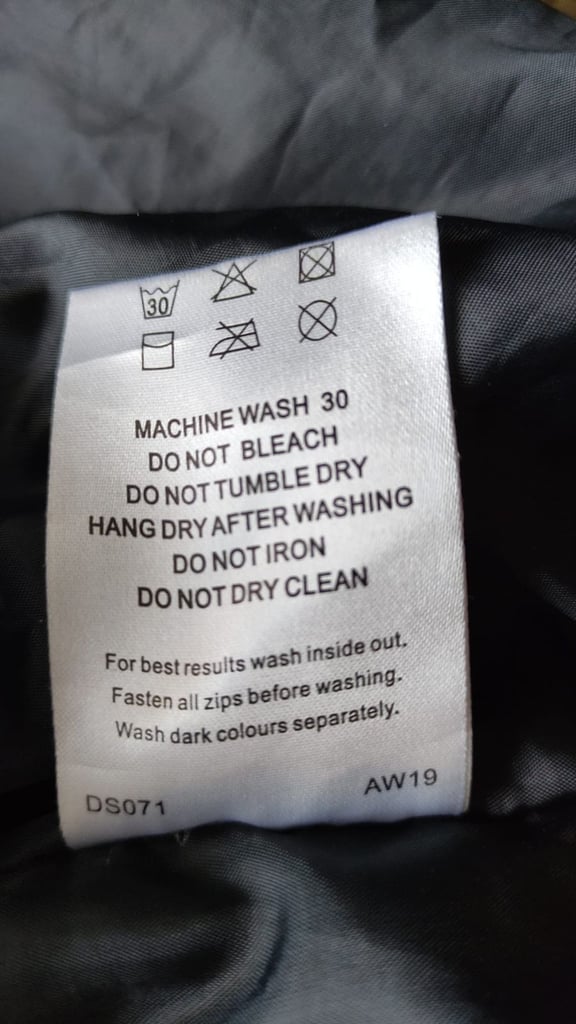 30
MACHINE WASH 30
DO NOT BLEACH
DO NOT TUMBLE DRY
HANG DRY AFTER WASHING
DO NOT IRON
DO NOT DRY CLEAN
For best results wash inside out.
Fasten all zips before washing.
Wash dark colours separately.
DS071 AW19